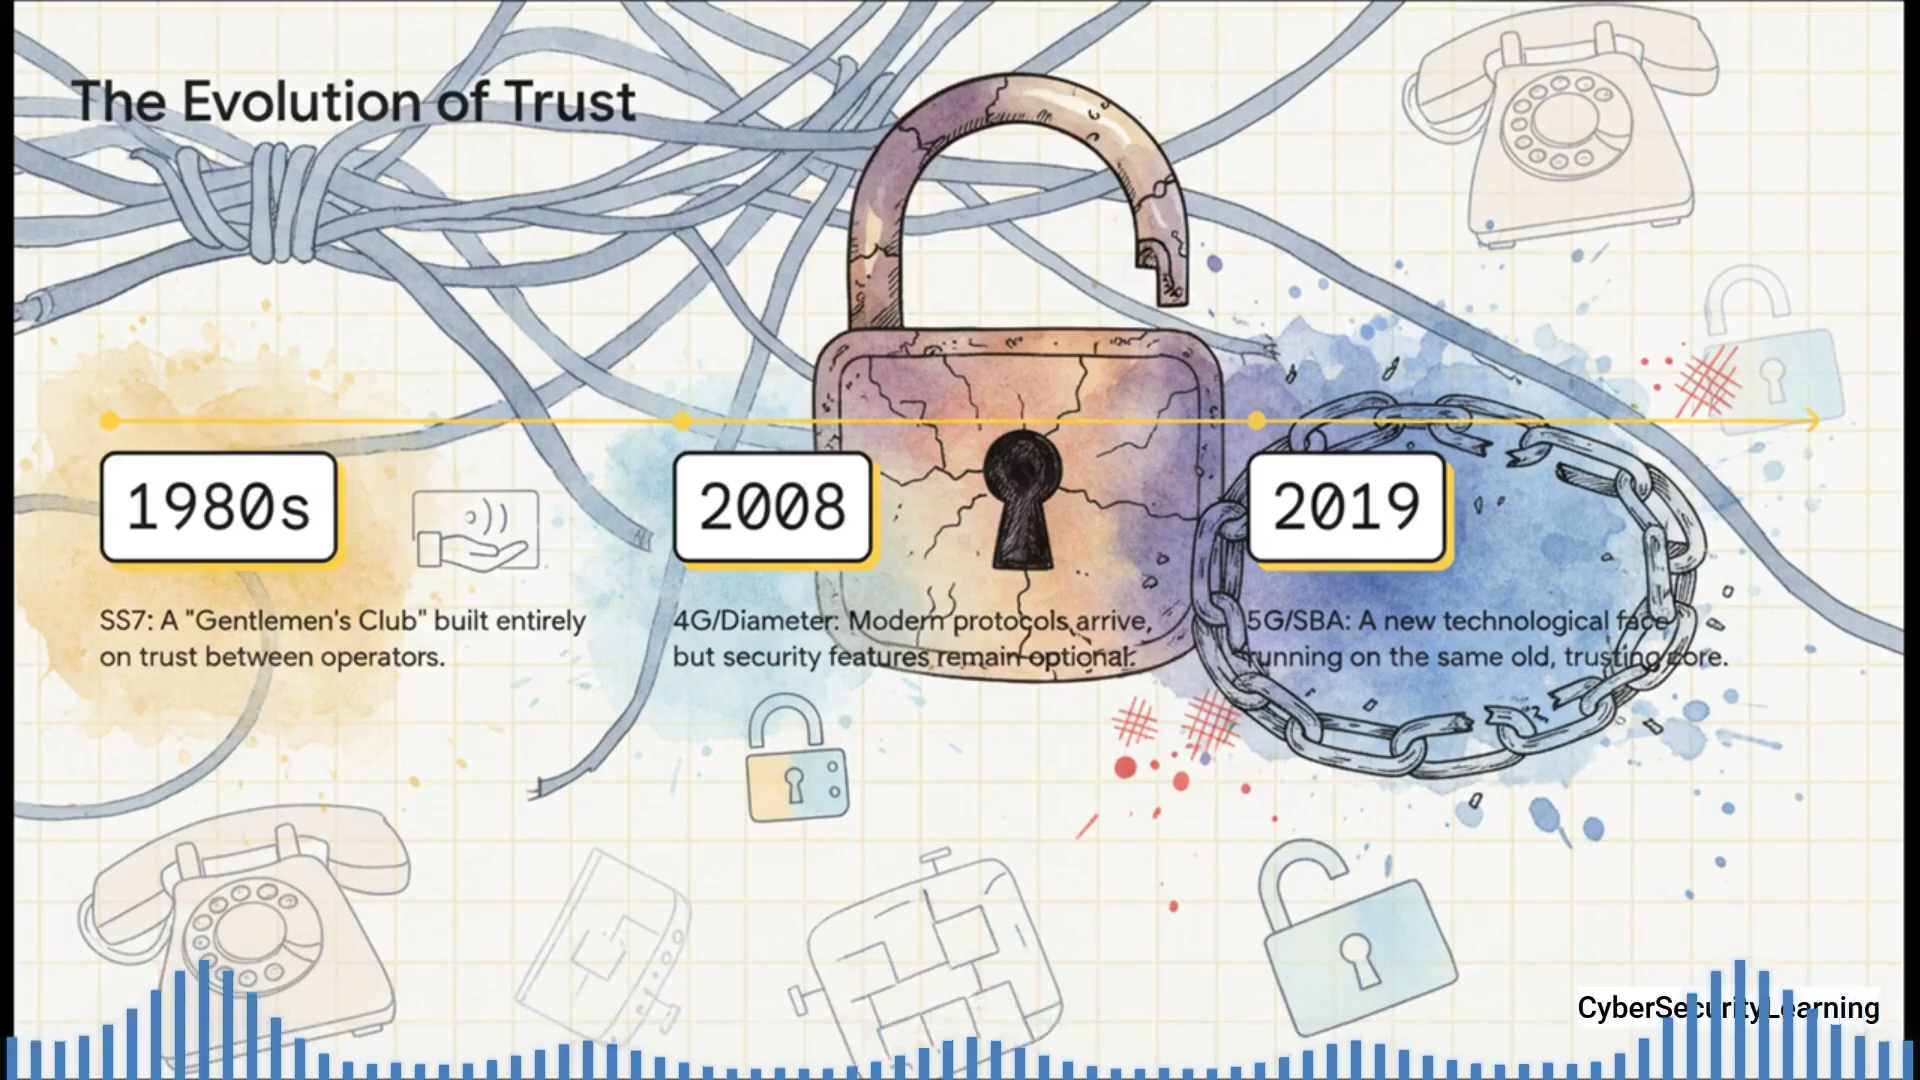 The Evolution of Trust
1980s
SS7: A "Gentlemen's Club" built entirely
on trust between operators.
2008
4G/Diameter: Modern protocols arrive,
but security features remain optional.
2019
5G/SBA: A new technological face
running on the same old, trusting core.
CyberSecurityLearning